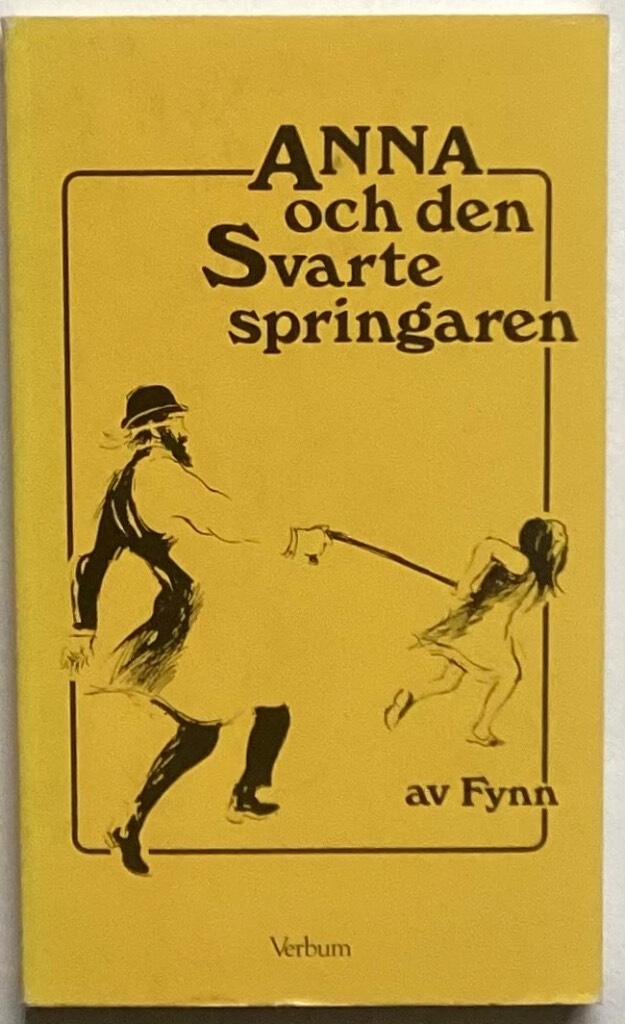 ANNA
och den
Svarte
springaren
av Fynn
Verbum